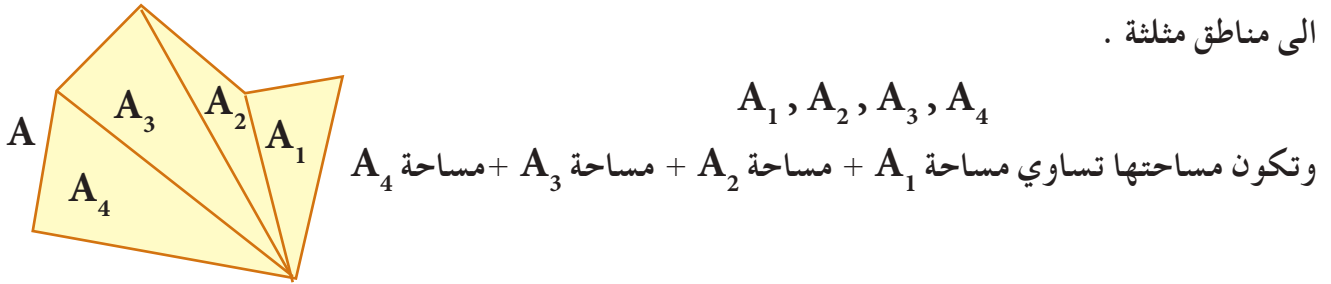 الى مناطق مثلثة .
A₁ , A₂ , A₃ , A₄
وتكون مساحتها تساوي مساحة A₁ + مساحة A₂ + مساحة A₃ +مساحة A₄
A
A₃
A₂
A₁
A₄